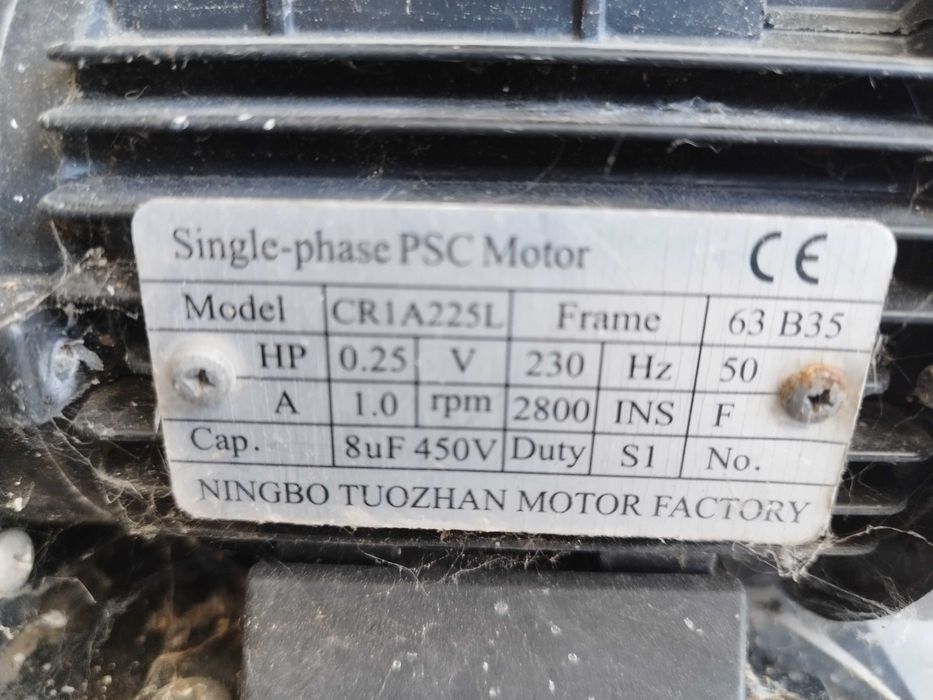 Single-phase PSC Motor CE
Model CR1A225L Frame 63 B35
HP 0.25 V 230 Hz 50
A 1.0 rpm 2800 INS F
Cap. 8uF 450V Duty S1 No.
NINGBO TUOZHAN MOTOR FACTORY